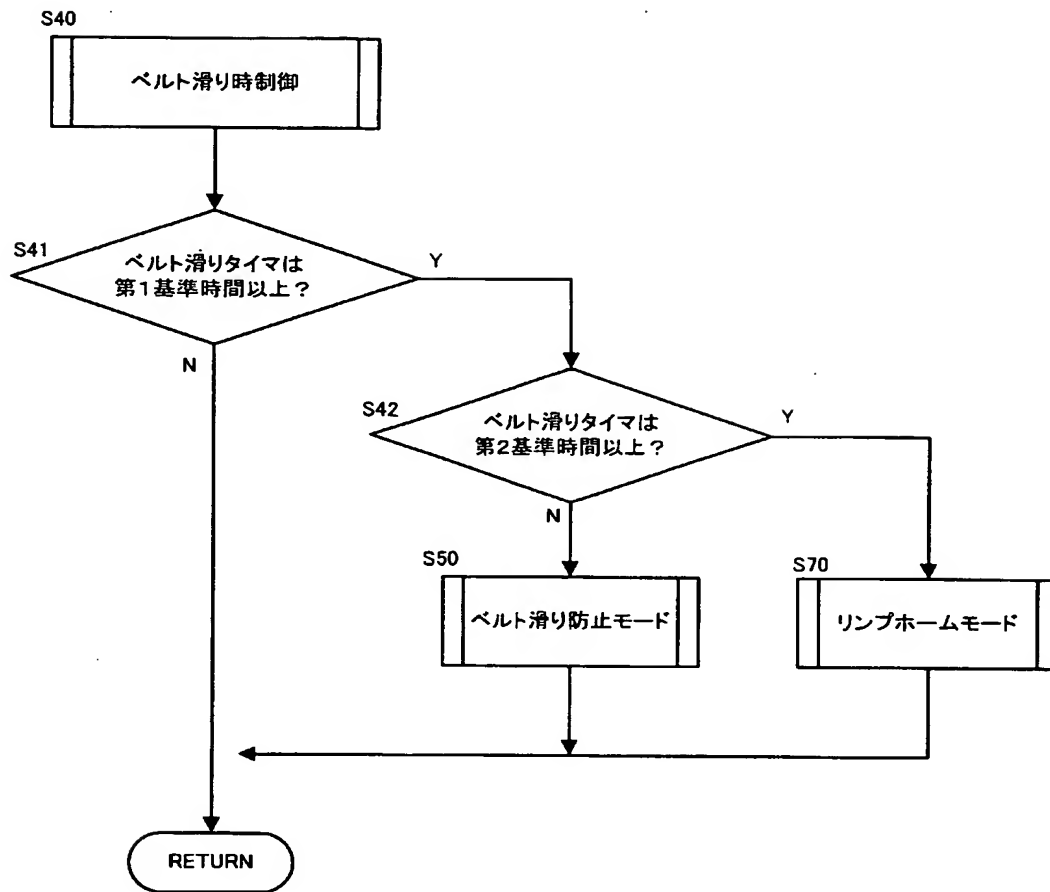 S40
ベルト滑り時制御
S41
ベルト滑りタイマは
第1基準時間以上？
Y
N
S42
ベルト滑りタイマは
第2基準時間以上？
Y
N
S50
ベルト滑り防止モード
S70
リンプホームモード
RETURN